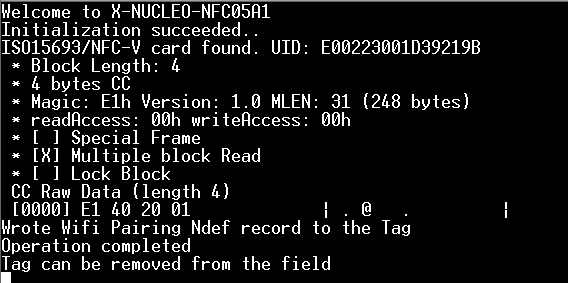 Welcome to X-NUCLEO-NFC05A1
Initialization succeeded..
ISO15693/NFC-V card found. UID: E00223001D39219B
* Block Length: 4
* 4 bytes CC
* Magic: E1h Version: 1.0 MLEN: 31 (248 bytes)
* readAccess: 00h writeAccess: 00h
* [ ] Special Frame
* [X] Multiple block Read
* [ ] Lock Block
CC Raw Data (length 4)
[0000] E1 40 20 01 | . @ . |
Wrote Wifi Pairing Ndef record to the Tag
Operation completed
Tag can be removed from the field